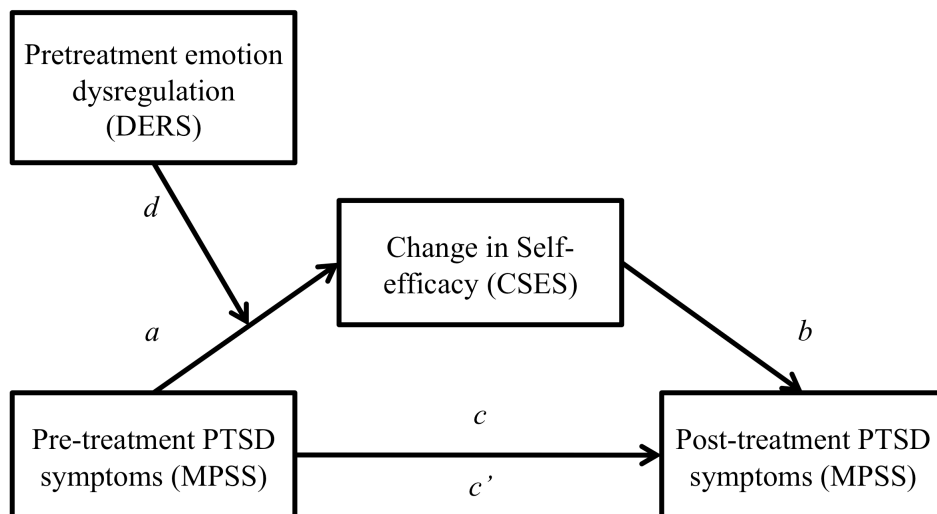 Pretreatment emotion
dysregulation
(DERS)
d
Change in Self-
efficacy (CSES)
a
b
Pre-treatment PTSD
symptoms (MPSS)
c
c’
Post-treatment PTSD
symptoms (MPSS)